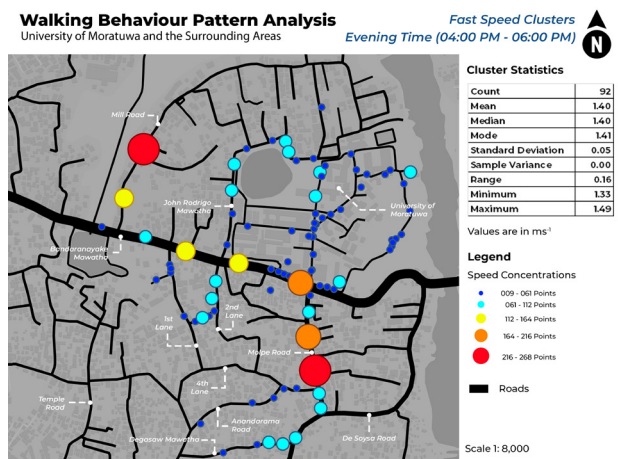 Walking Behaviour Pattern Analysis
University of Moratuwa and the Surrounding Areas
Fast Speed Clusters
Evening Time (04:00 PM - 06:00 PM)
N
Mill Road
John Rodrigo
Mawatha
University of
Moratuwa
Bandaranayake
Mawatha
1st
Lane
2nd
Lane
Molpe Road
4th
Lane
Temple
Road
Anandarama
Road
Degasaw Mawatha
De Soysa Road
Cluster Statistics
Count 92
Mean 1.40
Median 1.40
Mode 1.41
Standard Deviation 0.05
Sample Variance 0.00
Range 0.16
Minimum 1.33
Maximum 1.49
Values are in ms⁻¹
Legend
Speed Concentrations
009 - 061 Points
061 - 112 Points
112 - 164 Points
164 - 216 Points
216 - 268 Points
Roads
Scale 1: 8,000